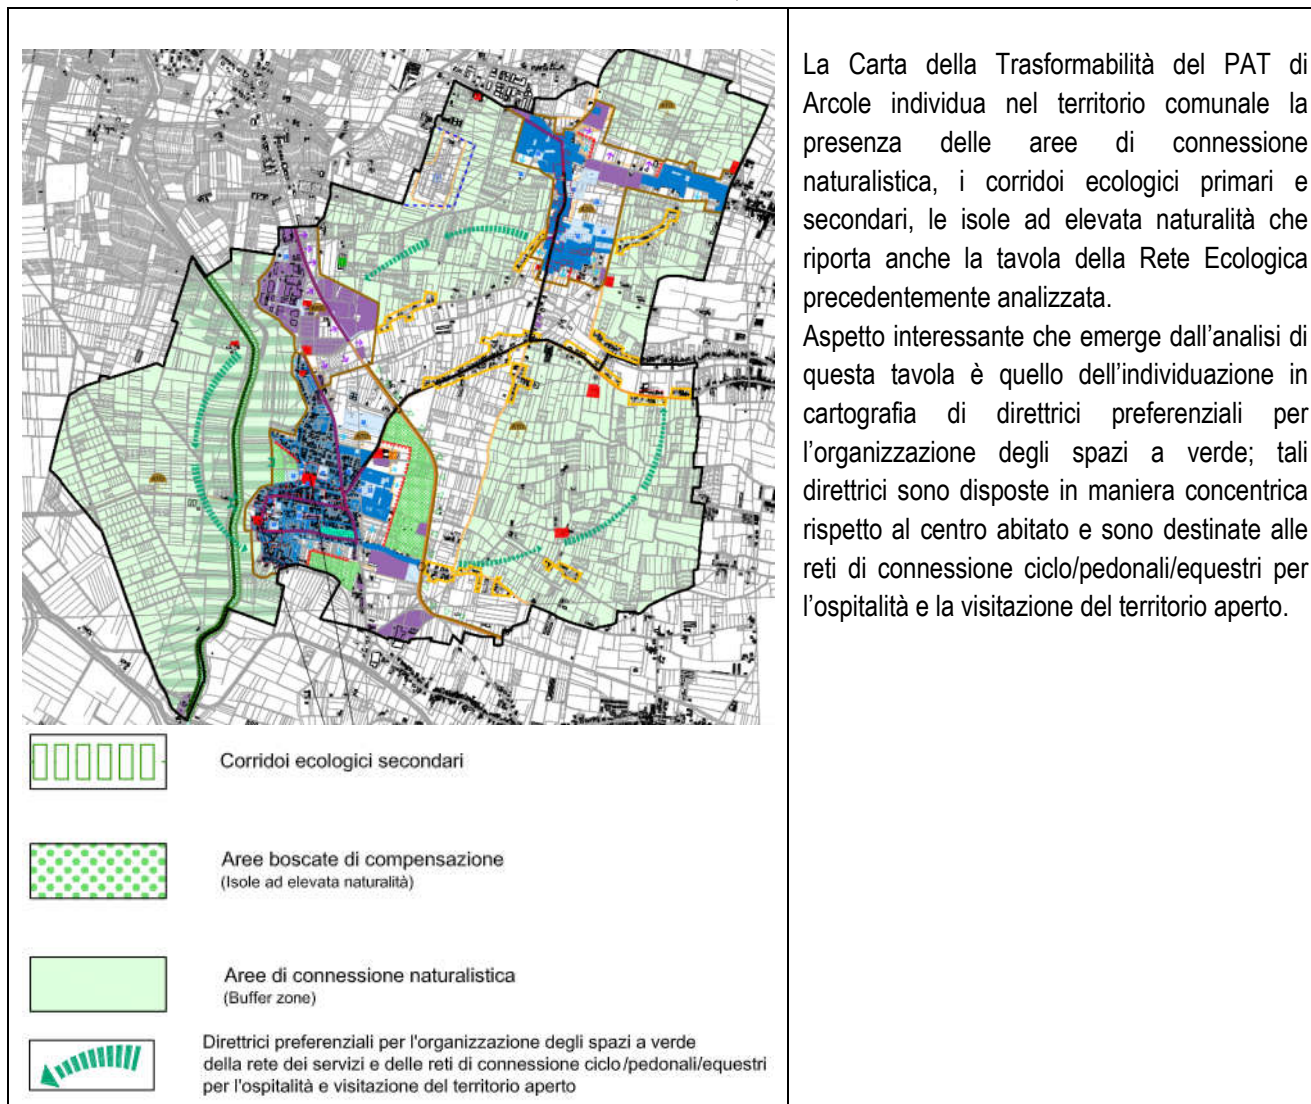 La Carta della Trasformabilità del PAT di
Arcole individua nel territorio comunale la
presenza delle aree di connessione
naturalistica, i corridoi ecologici primari e
secondari, le isole ad elevata naturalità che
riporta anche la tavola della Rete Ecologica
precedentemente analizzata.
Aspetto interessante che emerge dall'analisi di
questa tavola è quello dell'individuazione in
cartografia di direttrici preferenziali per
l'organizzazione degli spazi a verde; tali
direttrici sono disposte in maniera concentrica
rispetto al centro abitato e sono destinate alle
reti di connessione ciclo/pedonali/equestri per
l'ospitalità e la visitazione del territorio aperto.
Corridoi ecologici secondari
Aree boscate di compensazione
(Isole ad elevata naturalità)
Aree di connessione naturalistica
(Buffer zone)
Direttrici preferenziali per l'organizzazione degli spazi a verde
della rete dei servizi e delle reti di connessione ciclo/pedonali/equestri
per l'ospitalità e visitazione del territorio aperto